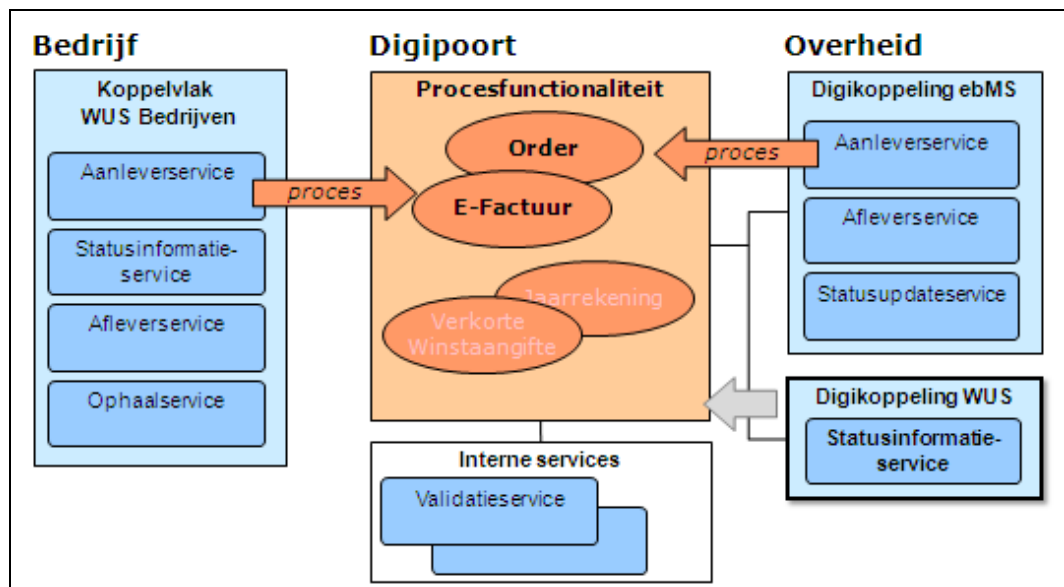 Bedrijf
Koppelvlak
WUS Bedrijven
Aanleverservice
Statusinformatie-
service
Afleverservice
Ophaalservice
Digipoort
Procesfunctionaliteit
Order
E-Factuur
Jaarrekening
Verkorte
Winstaangifte
proces
proces
Interne services
Validatieservice
Overheid
Digikoppeling ebMS
Aanleverservice
Afleverservice
Statusupdateservice
Digikoppeling WUS
Statusinformatie-
service